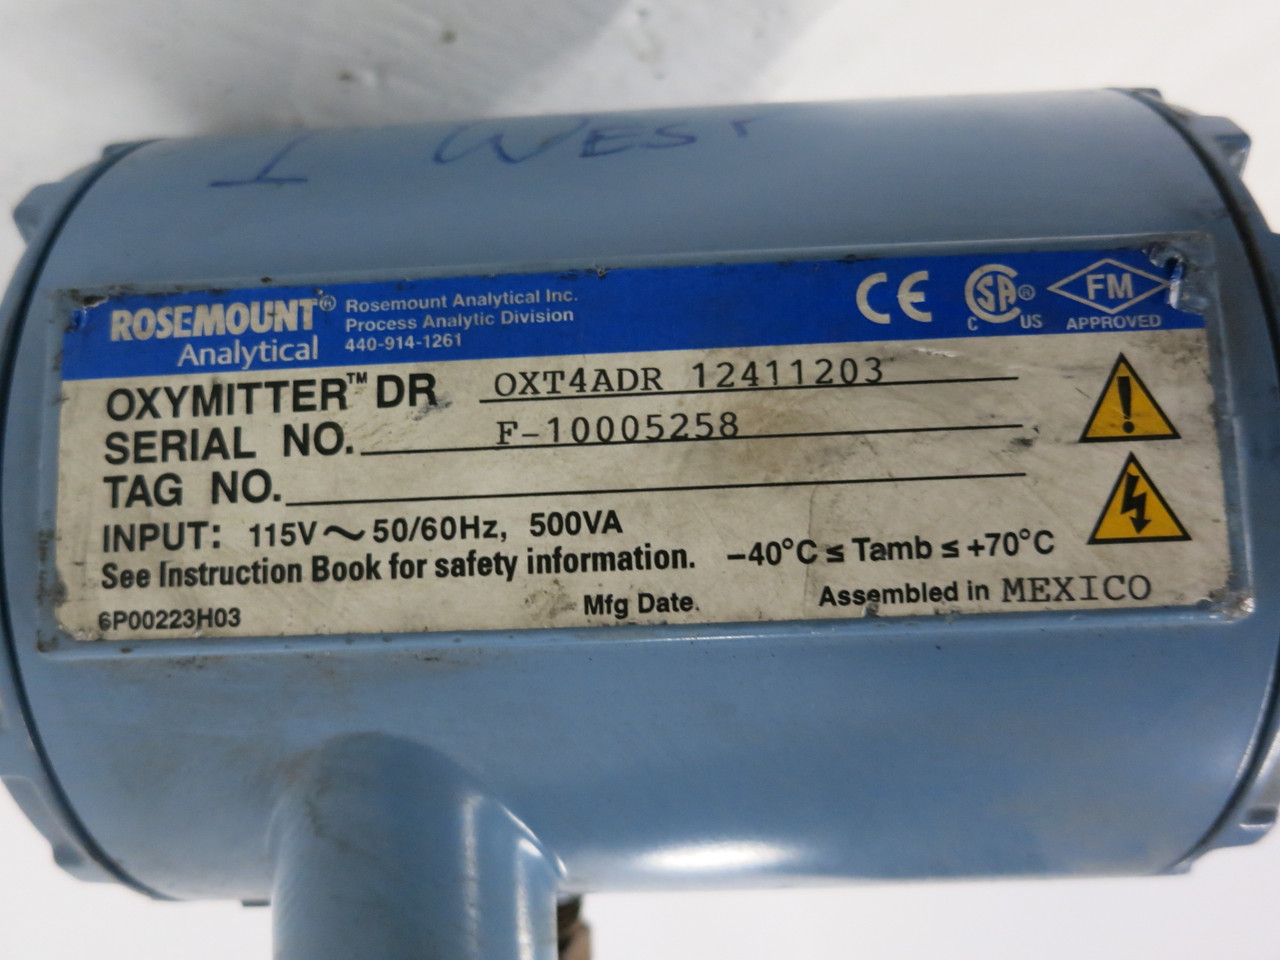 I WEST
ROSEMOUNT® Rosemount Analytical Inc.
Analytical Process Analytic Division
440-914-1261
CE CSA® C US FM APPROVED
OXYMITTER™ DR OXT4ADR 12411203
SERIAL NO. F-10005258
TAG NO.
INPUT: 115V ~ 50/60Hz, 500VA
See Instruction Book for safety information. -40°C ≤ Tamb ≤ +70°C
6P00223H03 Mfg Date. Assembled in MEXICO